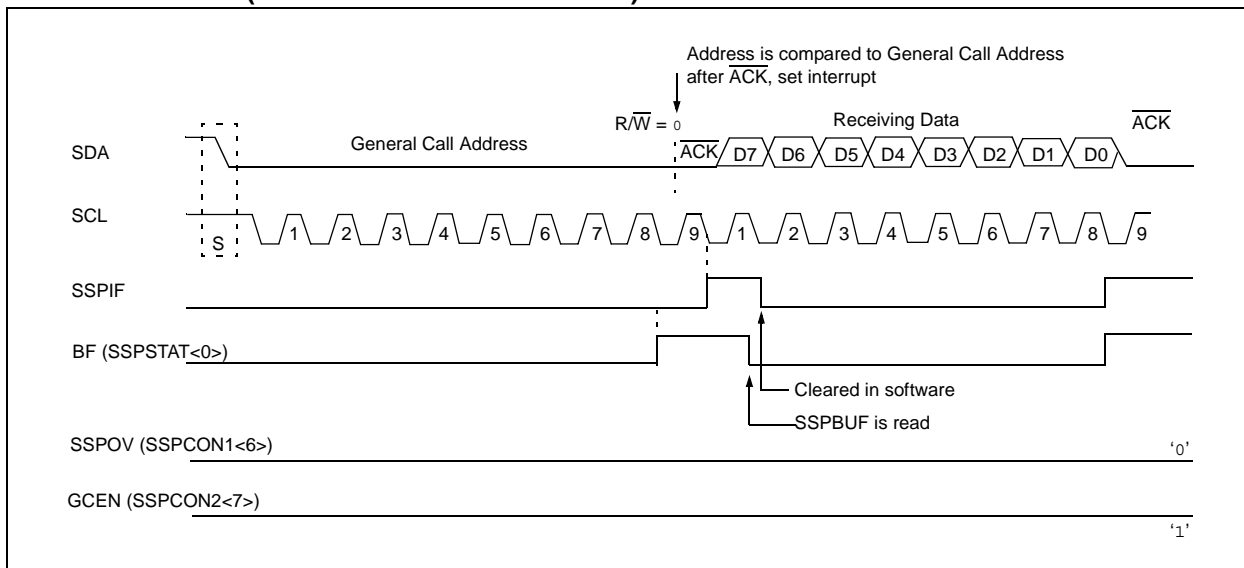 Address is compared to General Call Address
after ACK, set interrupt
R/W = 0
Receiving Data
ACK
SDA
General Call Address
ACK
D7 D6 D5 D4 D3 D2 D1 D0
SCL
S
1 2 3 4 5 6 7 8 9 1 2 3 4 5 6 7 8 9
SSPIF
BF (SSPSTAT<0>)
Cleared in software
SSPBUF is read
SSPOV (SSPCON1<6>)
‘0’
GCEN (SSPCON2<7>)
‘1’